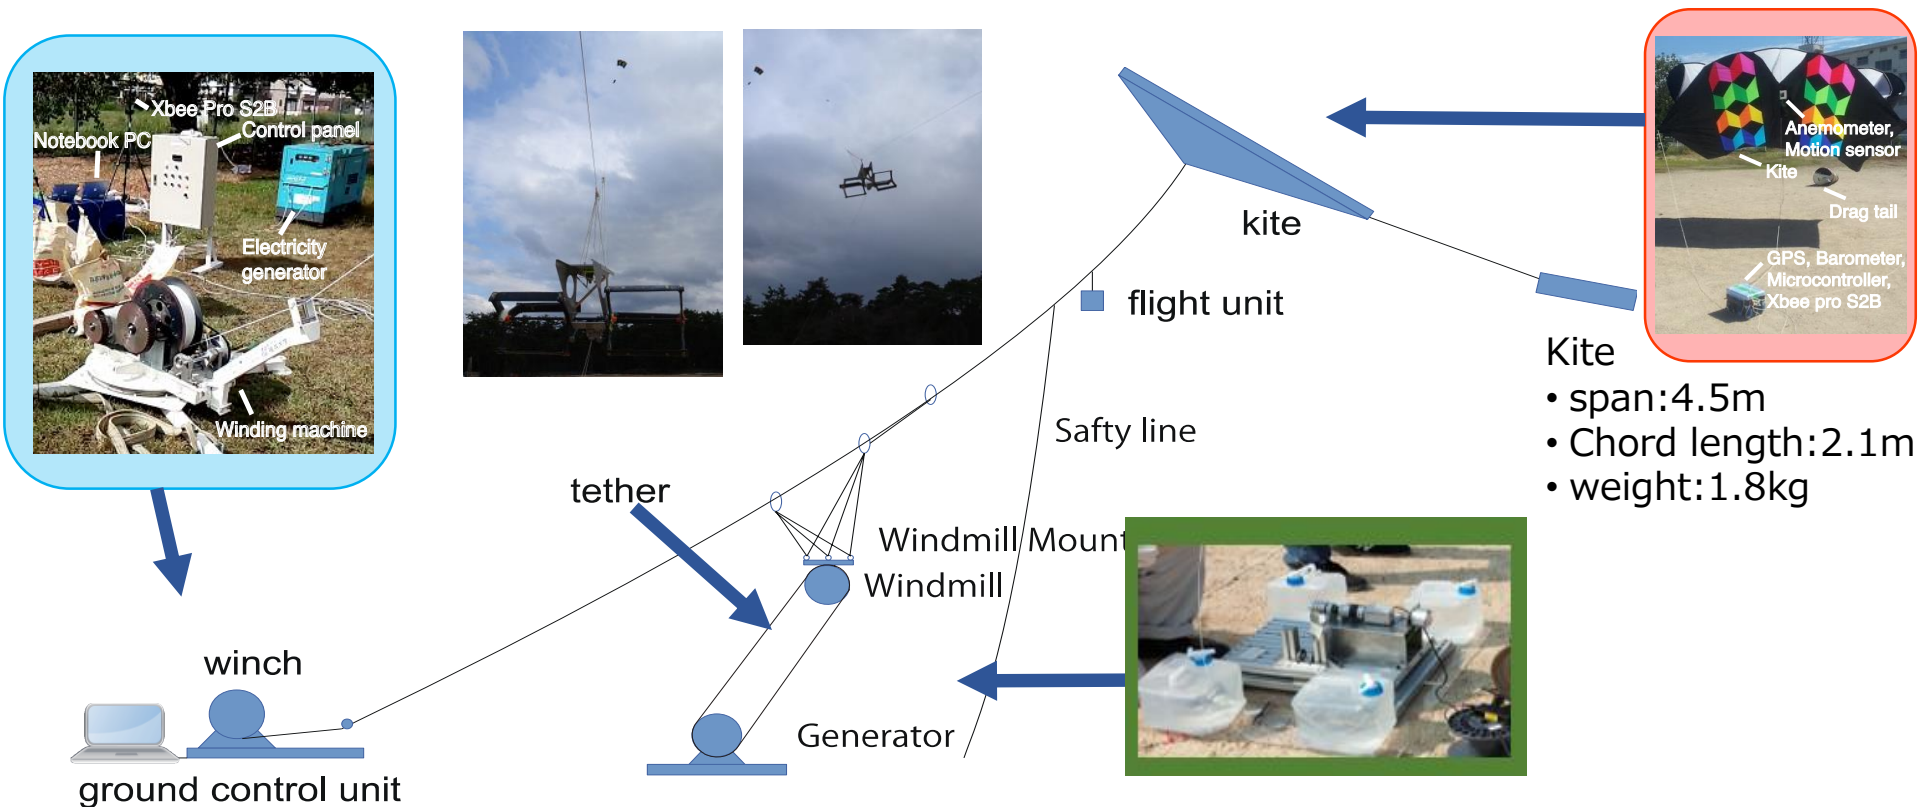 Xbee Pro S2B
Control panel
Notebook PC
Electricity
generator
Winding machine
kite
flight unit
Safty line
tether
Windmill Mount
Windmill
winch
Generator
ground control unit
Anemometer,
Motion sensor
Kite
Drag tail
GPS, Barometer,
Microcontroller,
Xbee pro S2B
Kite
• span:4.5m
• Chord length:2.1m
• weight:1.8kg